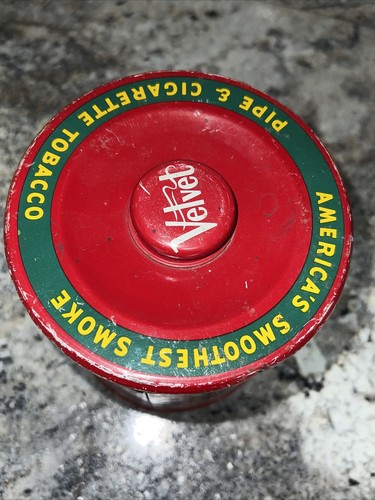 Velvet
PIPE & CIGARETTE TOBACCO
AMERICA'S SMOOTHEST SMOKE